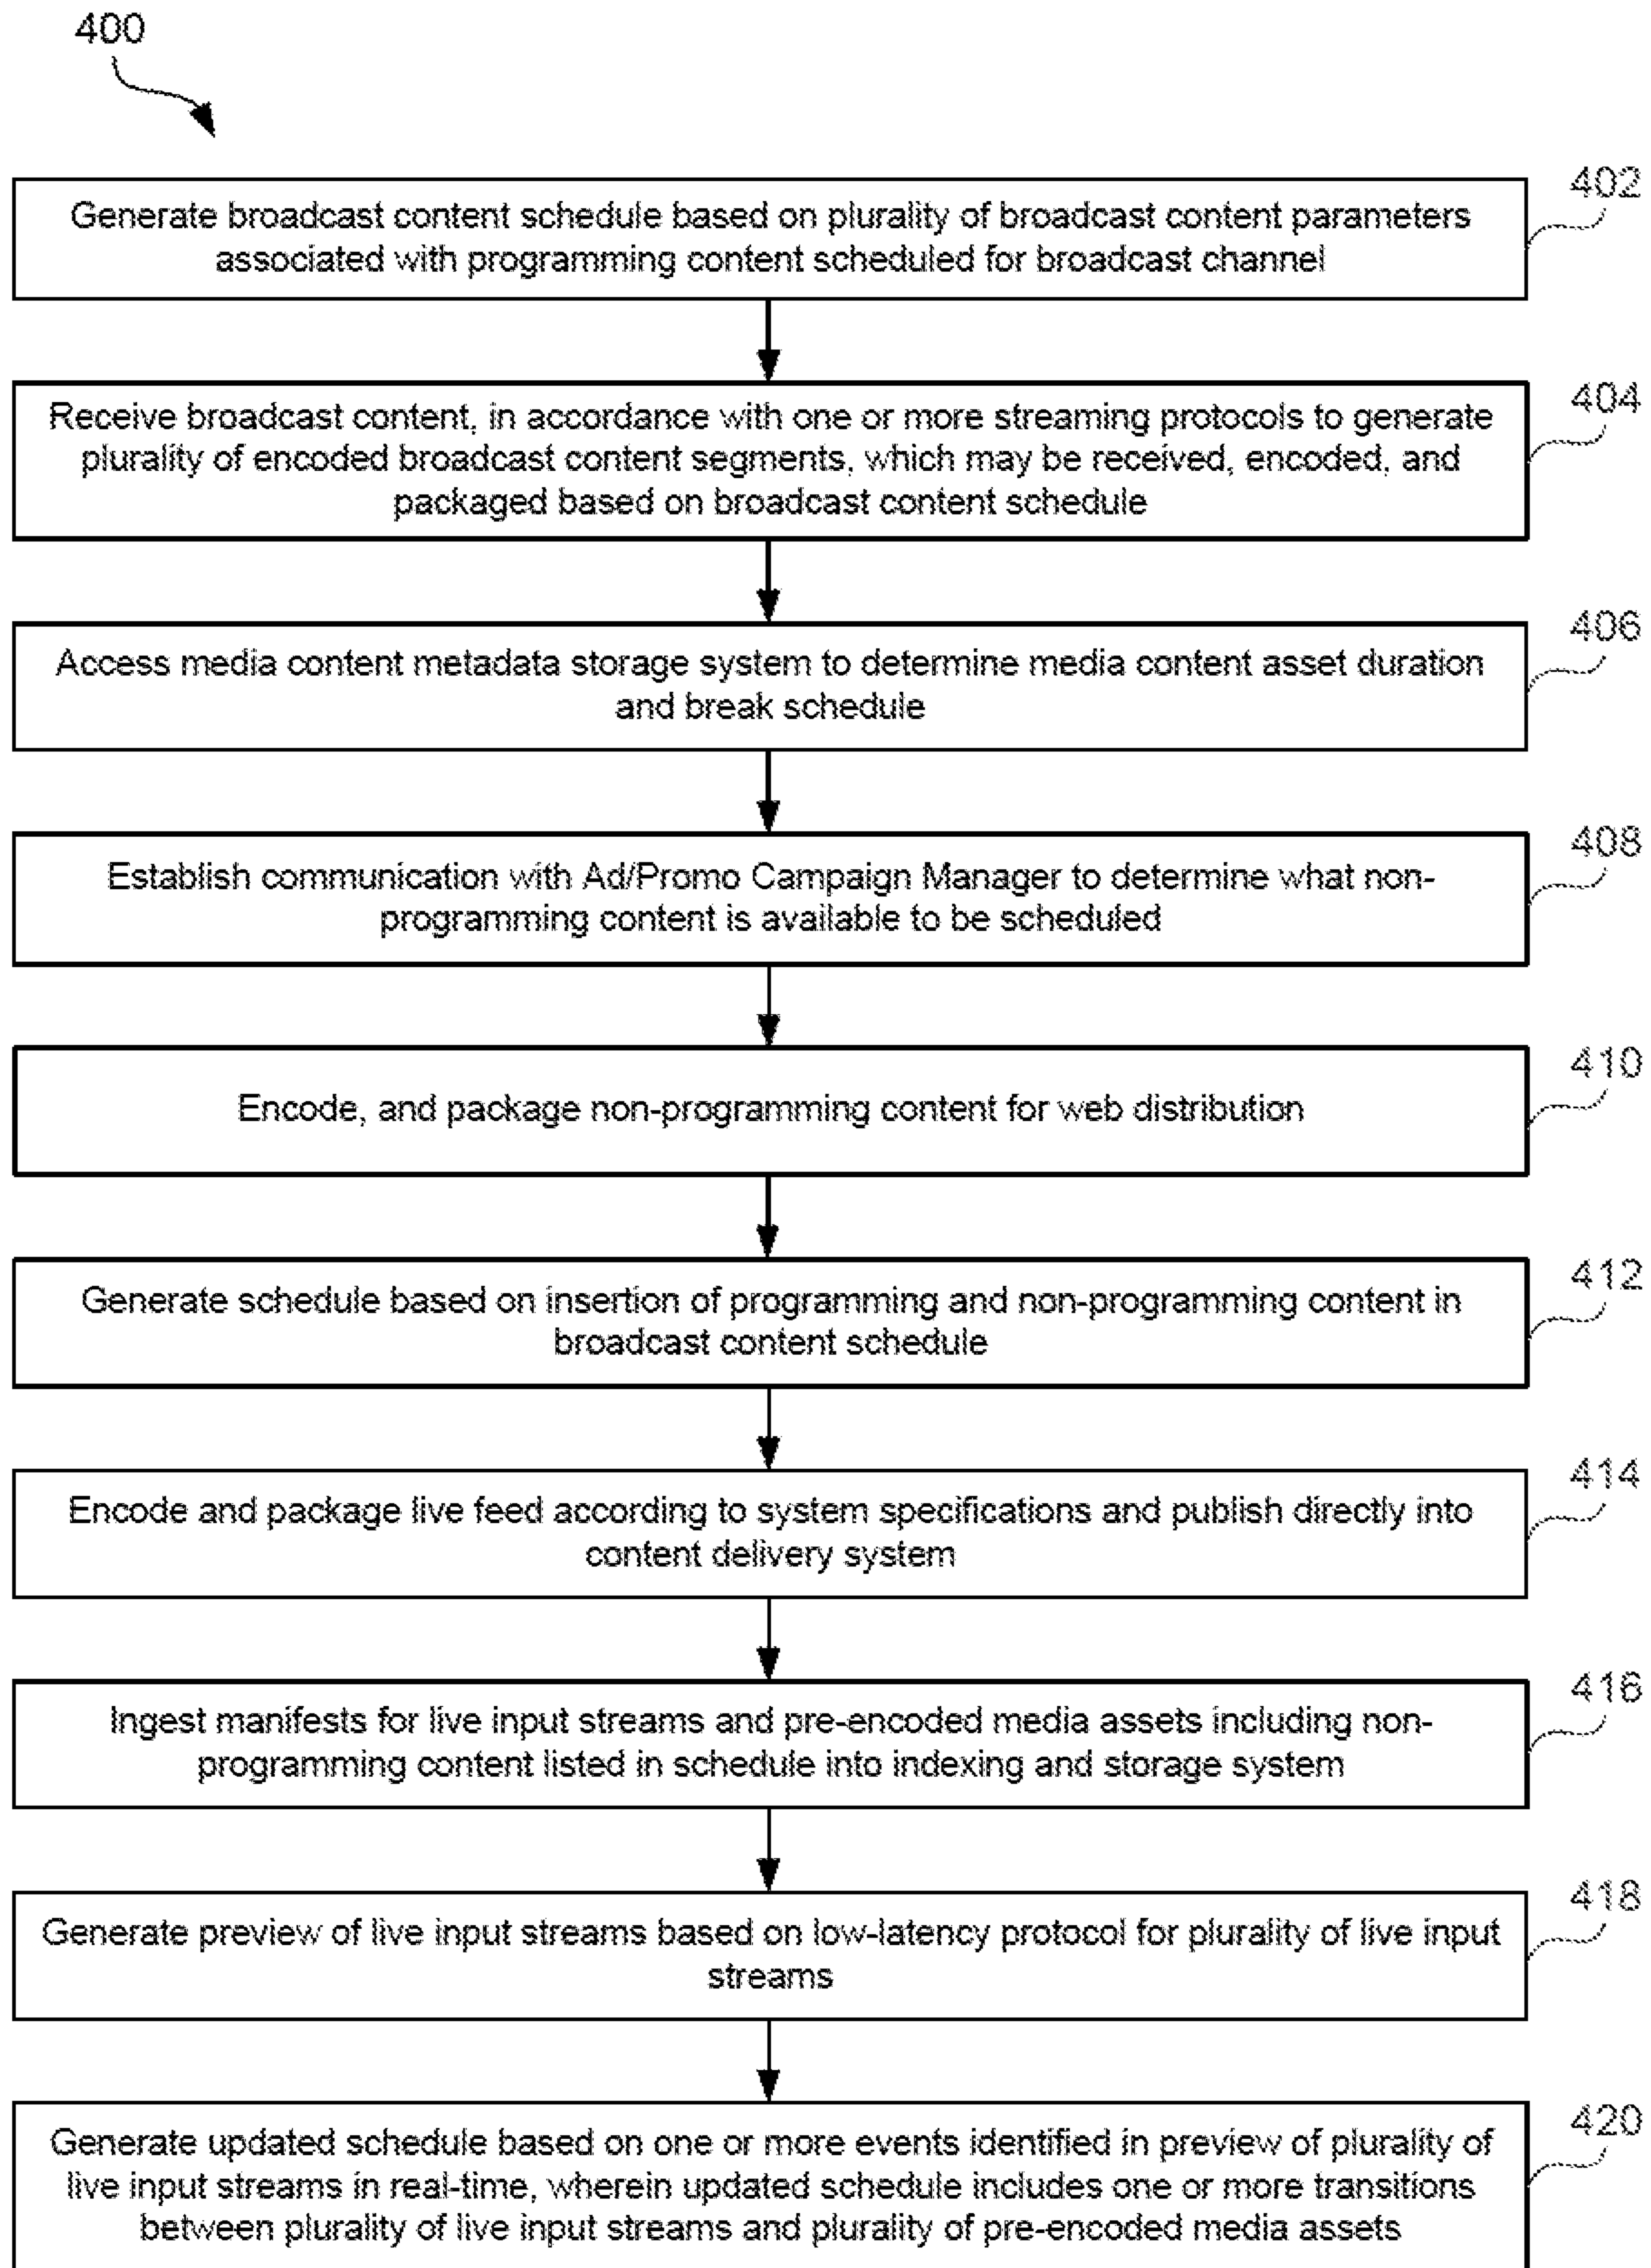 400
402
Generate broadcast content schedule based on plurality of broadcast content parameters
associated with programming content scheduled for broadcast channel
404
Receive broadcast content, in accordance with one or more streaming protocols to generate
plurality of encoded broadcast content segments, which may be received, encoded, and
packaged based on broadcast content schedule
406
Access media content metadata storage system to determine media content asset duration
and break schedule
408
Establish communication with Ad/Promo Campaign Manager to determine what non-
programming content is available to be scheduled
410
Encode, and package non-programming content for web distribution
412
Generate schedule based on insertion of programming and non-programming content in
broadcast content schedule
414
Encode and package live feed according to system specifications and publish directly into
content delivery system
416
Ingest manifests for live input streams and pre-encoded media assets including non-
programming content listed in schedule into indexing and storage system
418
Generate preview of live input streams based on low-latency protocol for plurality of live input
streams
420
Generate updated schedule based on one or more events identified in preview of plurality of
live input streams in real-time, wherein updated schedule includes one or more transitions
between plurality of live input streams and plurality of pre-encoded media assets